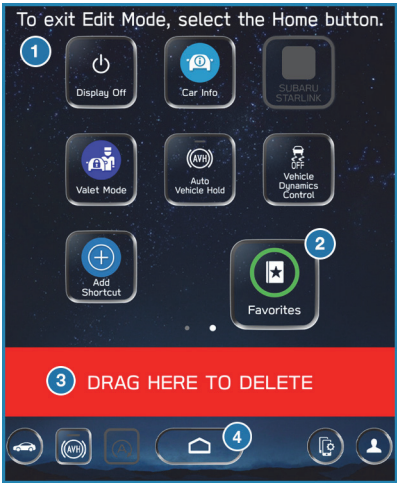 To exit Edit Mode, select the Home button.
1
Display Off
Car Info
SUBARU
STARLINK
Valet Mode
AVH
Auto
Vehicle Hold
OFF
Vehicle
Dynamics
Control
2
Add
Shortcut
Favorites
3 DRAG HERE TO DELETE
4
AVH
A